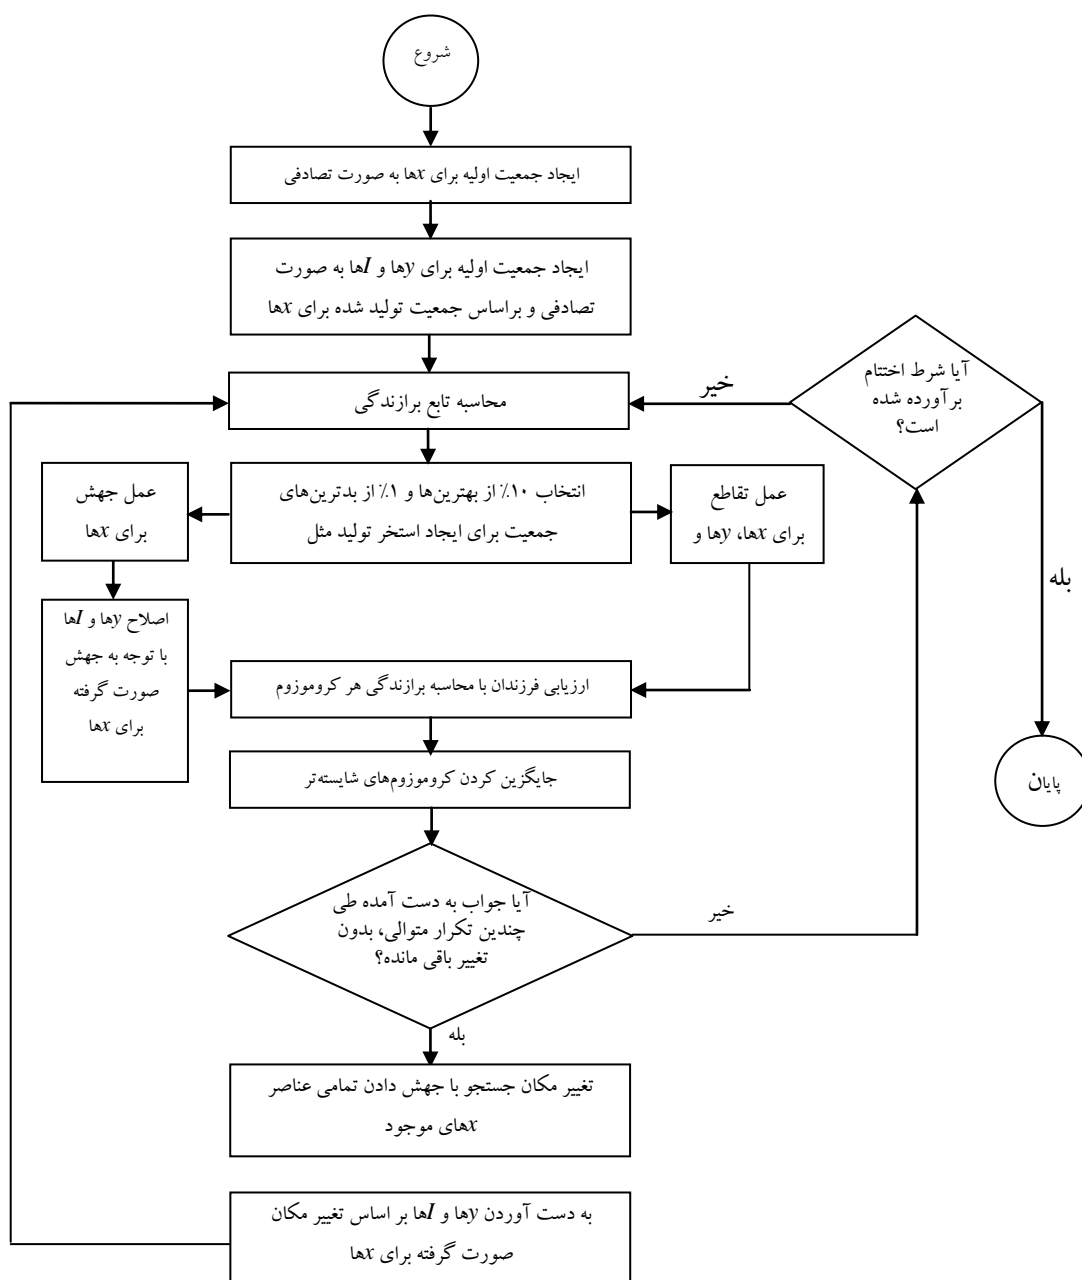 شروع
ایجاد جمعیت اولیه برای xها به صورت تصادفی
ایجاد جمعیت اولیه برای yها و Iها به صورت
تصادفی و براساس جمعیت تولید شده برای xها
آیا شرط اختتام
برآورده شده
است؟
خیر
محاسبه تابع برازندگی
انتخاب ۱۰٪ از بهترین‌ها و ۱٪ از بدترین‌های
جمعیت برای ایجاد استخر تولید مثل
عمل تقاطع
برای xها، yها و
عمل جهش
برای xها
بله
اصلاح yها و Iها
با توجه به جهش
صورت گرفته
برای xها
ارزیابی فرزندان با محاسبه برازندگی هر کروموزوم
جایگزین کردن کروموزوم‌های شایسته‌تر
پایان
آیا جواب به دست آمده طی
چندین تکرار متوالی، بدون
تغییر باقی مانده؟
خیر
بله
تغییر مکان جستجو با جهش دادن تمامی عناصر
xهای موجود
به دست آوردن yها و Iها بر اساس تغییر مکان
صورت گرفته برای xها